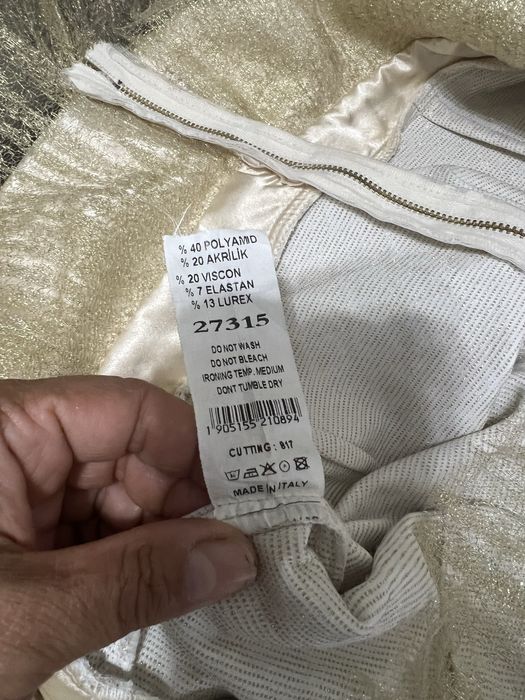 % 40 POLYAMID
% 20 AKRİLİK
% 20 VISCON
% 7 ELASTAN
% 13 LUREX
27315
DO NOT WASH
DO NOT BLEACH
IRONING TEMP. MEDIUM
DONT TUMBLE DRY
1 905155 210894
CUTTING : 817
MADE IN ITALY